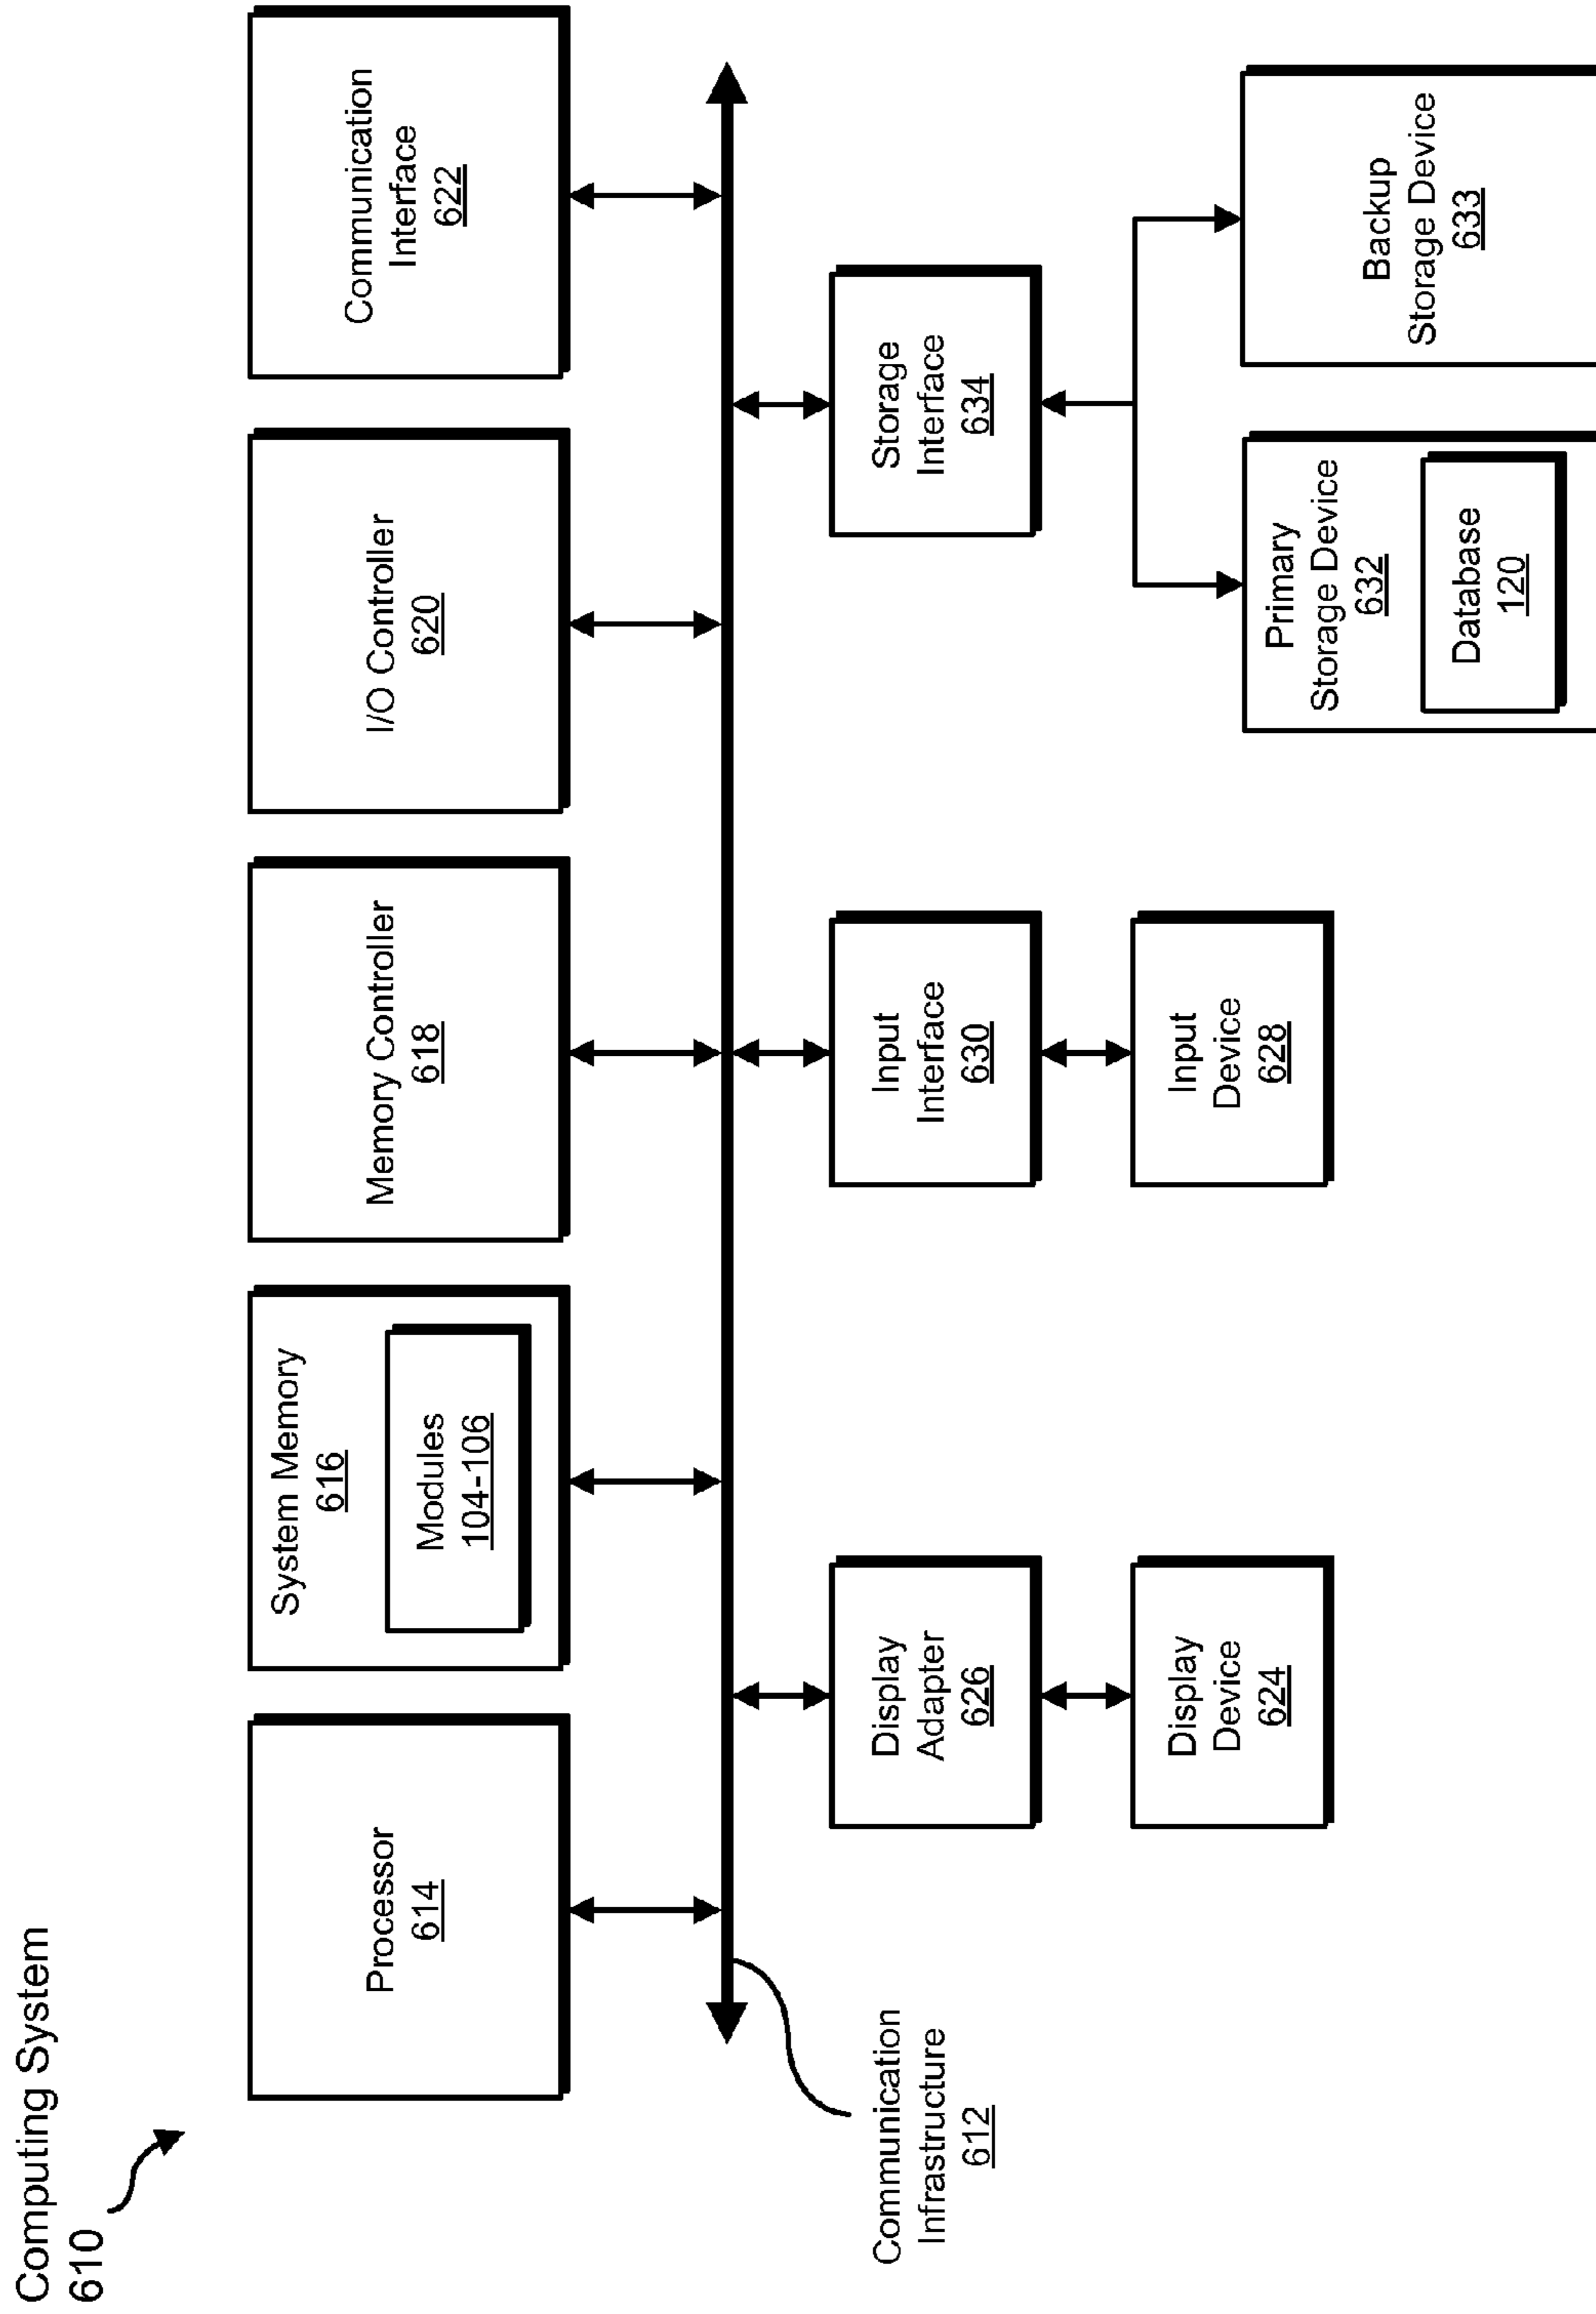 Computing System
610
Processor
614
System Memory
616
Modules
104-106
Memory Controller
618
I/O Controller
620
Communication
Interface
622
Communication
Infrastructure
612
Display
Adapter
626
Input
Interface
630
Storage
Interface
634
Display
Device
624
Input
Device
628
Primary
Storage Device
632
Database
120
Backup
Storage Device
633